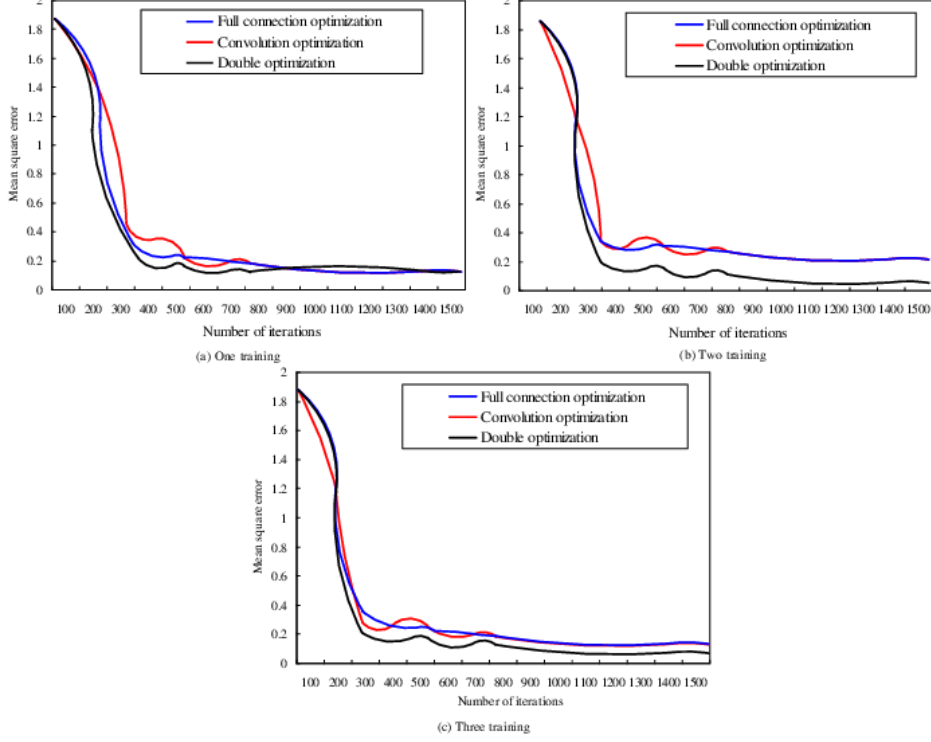 2
1.8
1.6
1.4
1.2
1
0.8
0.6
0.4
0.2
0
Mean square error
Full connection optimization
Convolution optimization
Double optimization
100 200 300 400 500 600 700 800 900 1000 1100 1200 1300 1400 1500
Number of iterations
(a) One training
2
1.8
1.6
1.4
1.2
1
0.8
0.6
0.4
0.2
0
Mean square error
Full connection optimization
Convolution optimization
Double optimization
100 200 300 400 500 600 700 800 900 1000 1100 1200 1300 1400 1500
Number of iterations
(b) Two training
2
1.8
1.6
1.4
1.2
1
0.8
0.6
0.4
0.2
0
Mean square error
Full connection optimization
Convolution optimization
Double optimization
100 200 300 400 500 600 700 800 900 1000 1100 1200 1300 1400 1500
Number of iterations
(c) Three training